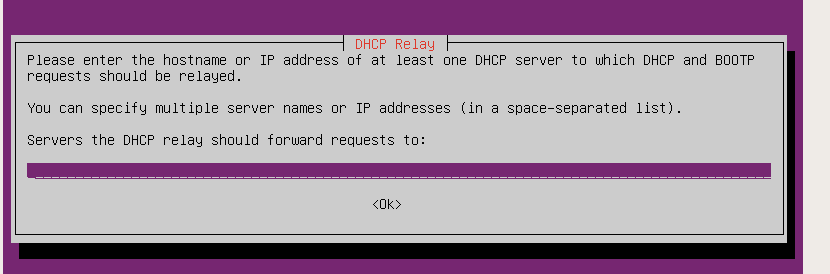 DHCP Relay
Please enter the hostname or IP address of at least one DHCP server to which DHCP and BOOTP
requests should be relayed.
You can specify multiple server names or IP addresses (in a space-separated list).
Servers the DHCP relay should forward requests to:
<Ok>